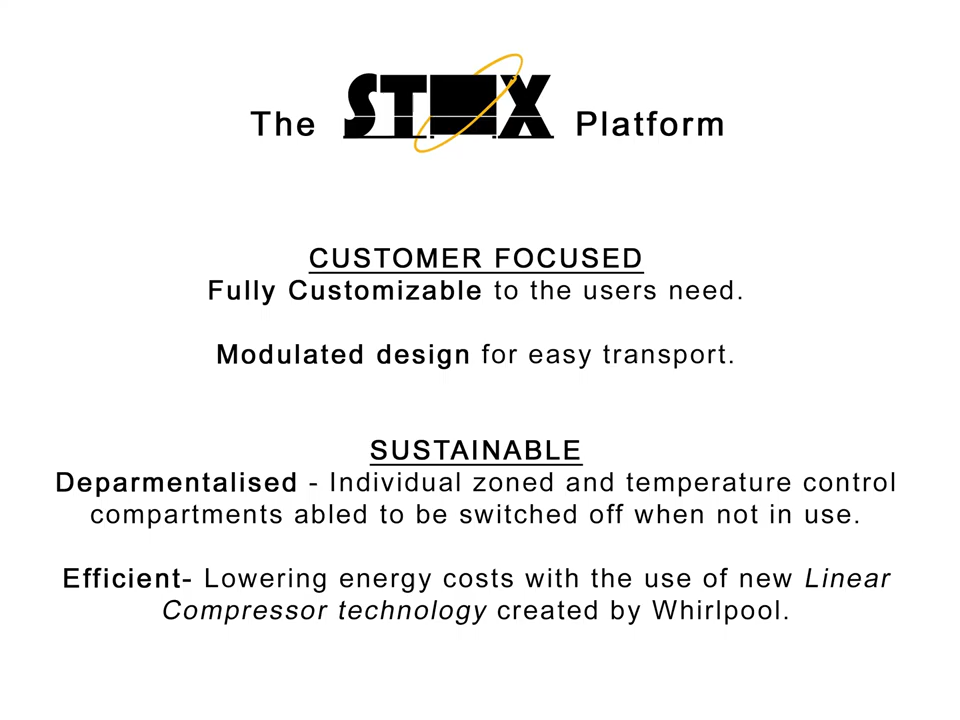 The ST X Platform
CUSTOMER FOCUSED
Fully Customizable to the users need.
Modulated design for easy transport.
SUSTAINABLE
Deparmentalised - Individual zoned and temperature control
compartments abled to be switched off when not in use.
Efficient- Lowering energy costs with the use of new Linear
Compressor technology created by Whirlpool.